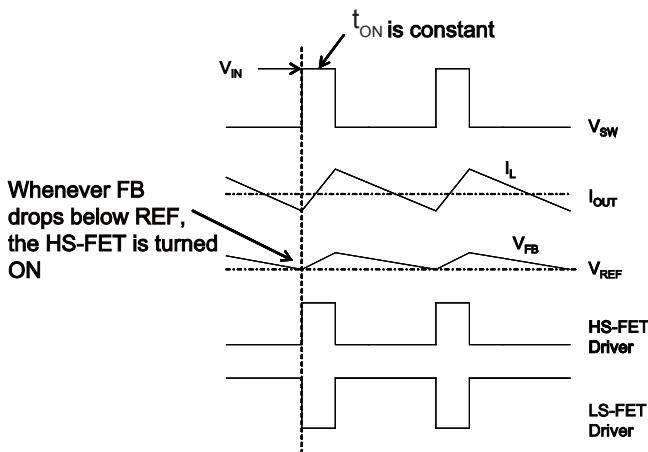 tON is constant
VIN
VSW
IL
Whenever FB
drops below REF,
the HS-FET is turned
ON
IOUT
VFB
VREF
HS-FET
Driver
LS-FET
Driver